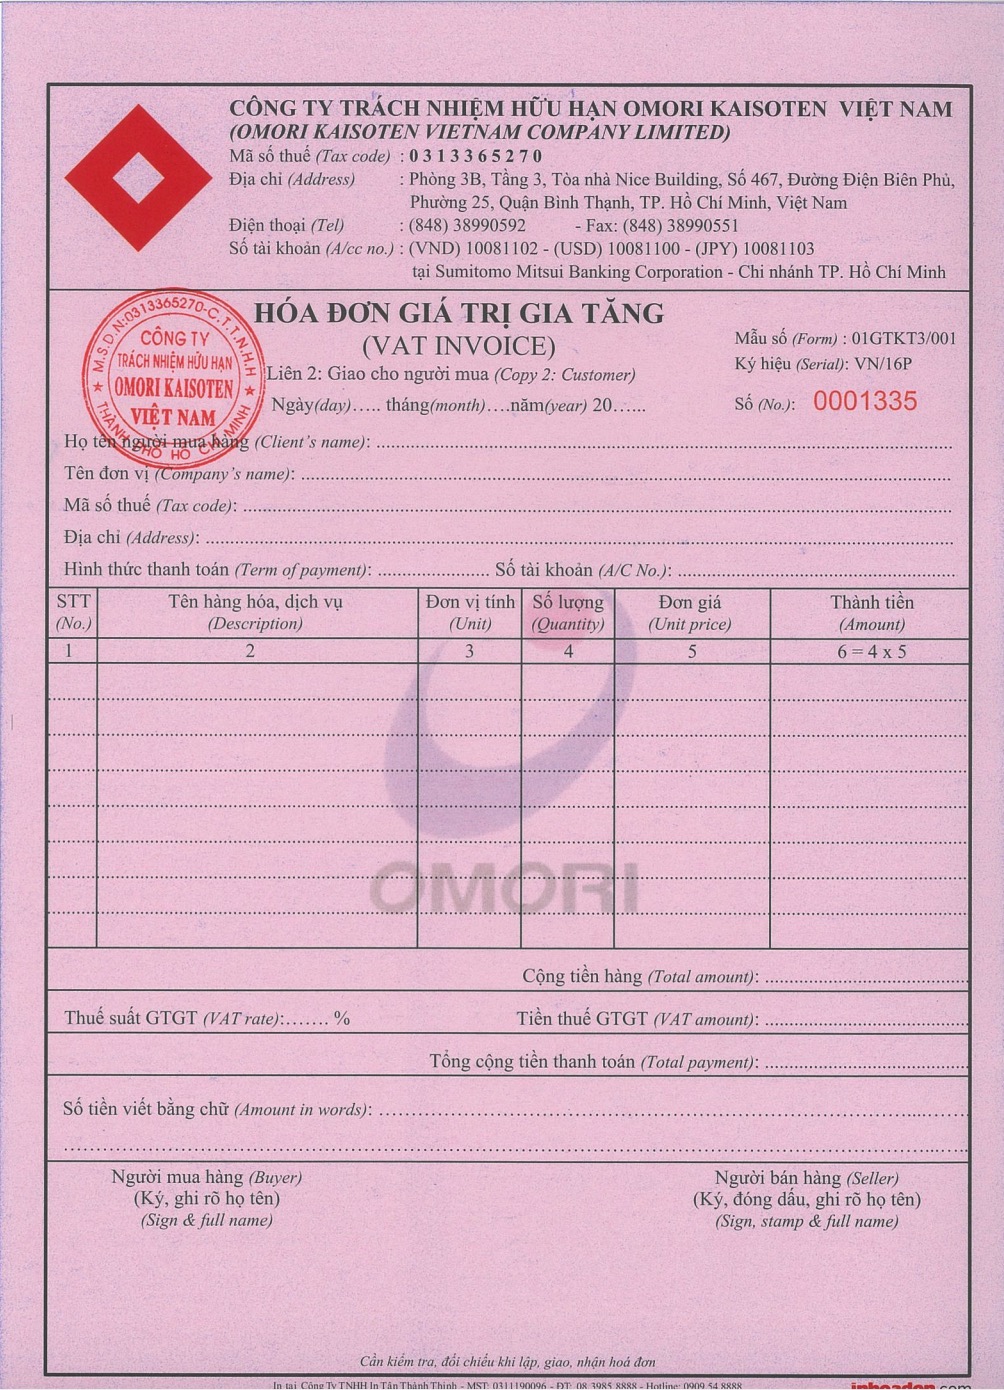 CÔNG TY TRÁCH NHIỆM HỮU HẠN OMORI KAISOTEN VIỆT NAM
(OMORI KAISOTEN VIETNAM COMPANY LIMITED)
Mã số thuế (Tax code) : 0 3 1 3 3 6 5 2 7 0
Địa chỉ (Address) : Phòng 3B, Tầng 3, Tòa nhà Nice Building, Số 467, Đường Điện Biên Phủ,
Phường 25, Quận Bình Thạnh, TP. Hồ Chí Minh, Việt Nam
Điện thoại (Tel) : (848) 38990592 - Fax: (848) 38990551
Số tài khoản (A/cc no.) : (VND) 10081102 - (USD) 10081100 - (JPY) 10081103
tại Sumitomo Mitsui Banking Corporation - Chi nhánh TP. Hồ Chí Minh
HÓA ĐƠN GIÁ TRỊ GIA TĂNG
(VAT INVOICE)
Liên 2: Giao cho người mua (Copy 2: Customer)
Ngày(day)..... tháng(month)....năm(year) 20......
Mẫu số (Form) : 01GTKT3/001
Ký hiệu (Serial): VN/16P
Số (No.): 0001335
M.S.D.N:0313365270-C.T.T.N.H.H
CÔNG TY
TRÁCH NHIỆM HỮU HẠN
OMORI KAISOTEN
VIỆT NAM
THÀNH PHỐ HỒ CHÍ MINH
Họ tên người mua hàng (Client's name):
Tên đơn vị (Company's name):
Mã số thuế (Tax code):
Địa chỉ (Address):
Hình thức thanh toán (Term of payment): Số tài khoản (A/C No.):
STT Tên hàng hóa, dịch vụ Đơn vị tính Số lượng Đơn giá Thành tiền
(No.) (Description) (Unit) (Quantity) (Unit price) (Amount)
1 2 3 4 5 6 = 4 x 5
OMORI
Cộng tiền hàng (Total amount):
Thuế suất GTGT (VAT rate):....... % Tiền thuế GTGT (VAT amount):
Tổng cộng tiền thanh toán (Total payment):
Số tiền viết bằng chữ (Amount in words):
Người mua hàng (Buyer) Người bán hàng (Seller)
(Ký, ghi rõ họ tên) (Ký, đóng dấu, ghi rõ họ tên)
(Sign & full name) (Sign, stamp & full name)
Cần kiểm tra, đối chiếu khi lập, giao, nhận hoá đơn
In tại Công Ty TNHH In Tân Thành Thịnh - MST: 0311190096 - ĐT: 08 3985 8888 - Hotline: 0909 54 8888 inhoadon.com